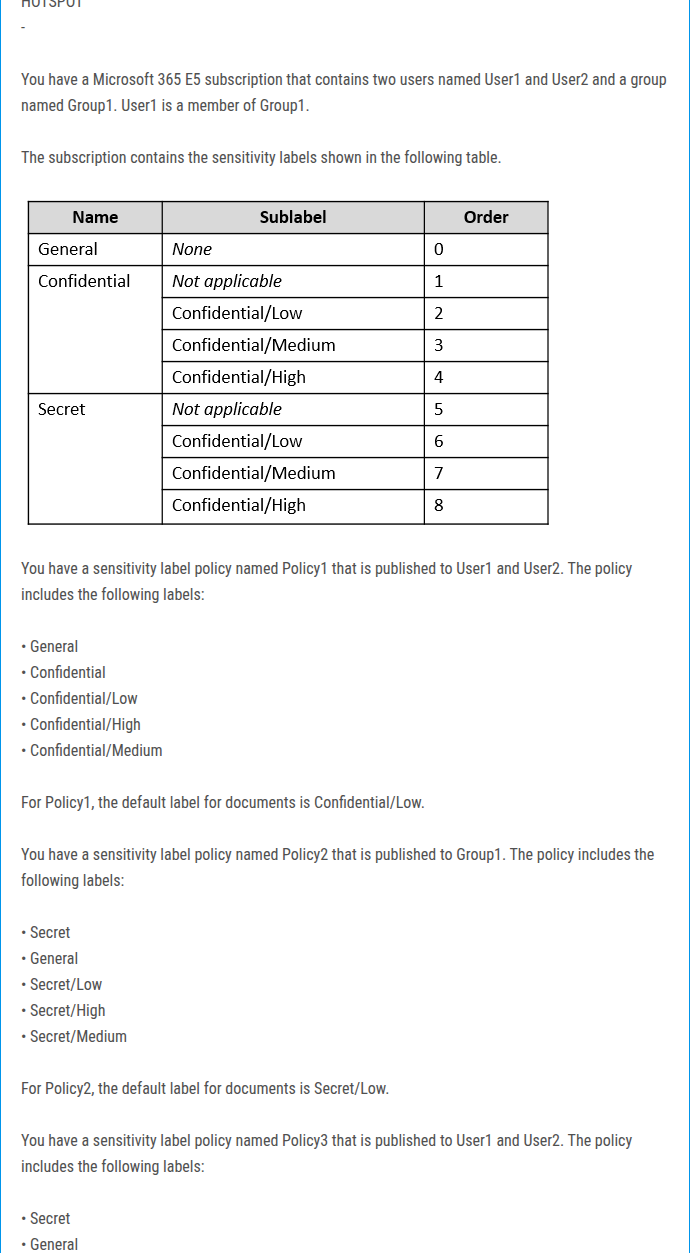 HOTSPOT
-
You have a Microsoft 365 E5 subscription that contains two users named User1 and User2 and a group
named Group1. User1 is a member of Group1.
The subscription contains the sensitivity labels shown in the following table.
Name Sublabel Order
General None 0
Confidential Not applicable 1
Confidential/Low 2
Confidential/Medium 3
Confidential/High 4
Secret Not applicable 5
Confidential/Low 6
Confidential/Medium 7
Confidential/High 8
You have a sensitivity label policy named Policy1 that is published to User1 and User2. The policy
includes the following labels:
• General
• Confidential
• Confidential/Low
• Confidential/High
• Confidential/Medium
For Policy1, the default label for documents is Confidential/Low.
You have a sensitivity label policy named Policy2 that is published to Group1. The policy includes the
following labels:
• Secret
• General
• Secret/Low
• Secret/High
• Secret/Medium
For Policy2, the default label for documents is Secret/Low.
You have a sensitivity label policy named Policy3 that is published to User1 and User2. The policy
includes the following labels:
• Secret
• General